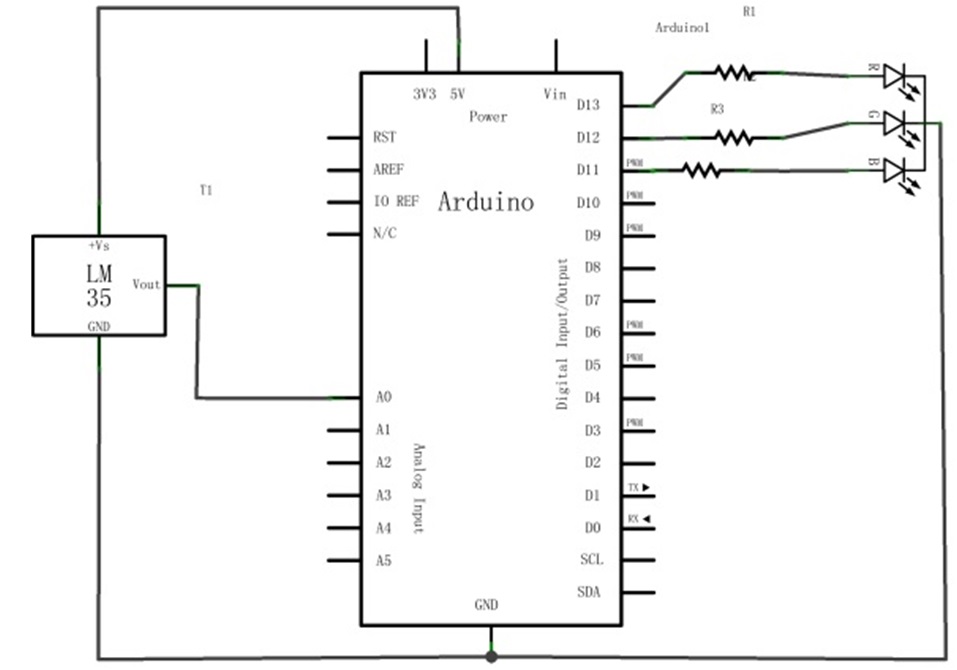 R1
Arduino1
3V3 5V Vin
Power
D13
R3
D12
RST
R
G
B
AREF
D11 PWM
T1
IO REF
Arduino
D10 PWM
N/C
D9 PWM
+Vs
LM
35
Vout
GND
D8
D7
D6 PWM
D5 PWM
Digital Input/Output
A0
D4
A1
D3 PWM
A2
D2
Analog Input
A3
D1 TX
A4
D0 RX
A5
SCL
SDA
GND